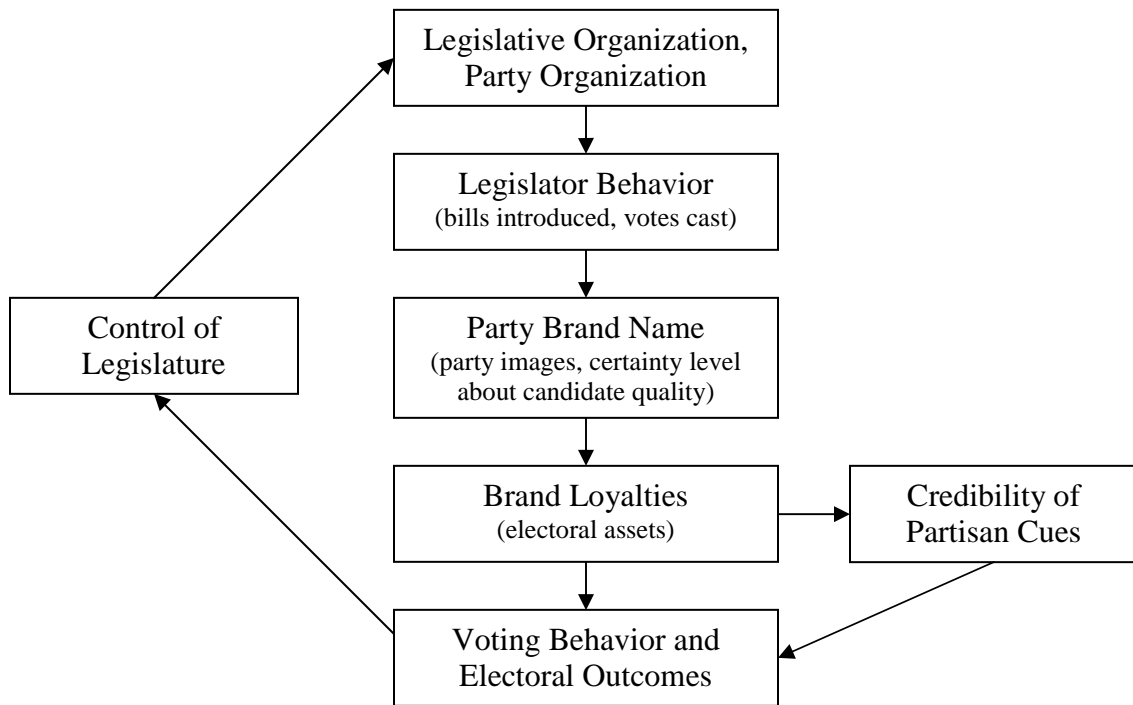 Legislative Organization,
Party Organization
Legislator Behavior
(bills introduced, votes cast)
Control of
Legislature
Party Brand Name
(party images, certainty level
about candidate quality)
Brand Loyalties
(electoral assets)
Credibility of
Partisan Cues
Voting Behavior and
Electoral Outcomes